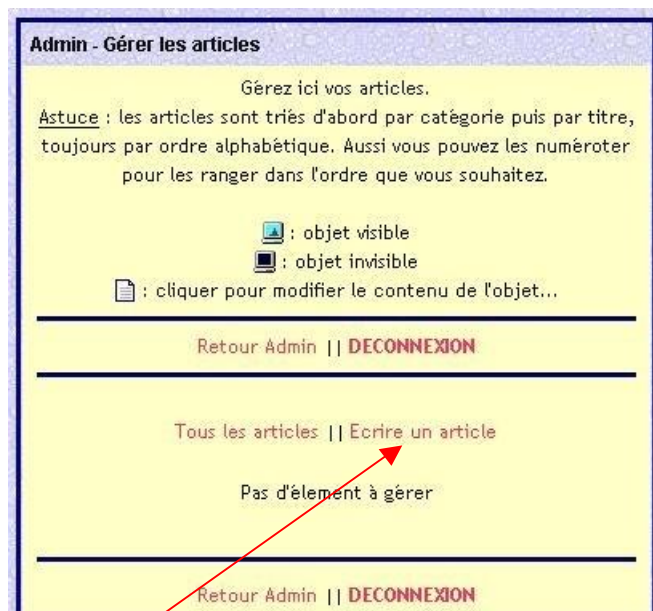 Admin - Gérer les articles
Gérez ici vos articles.
Astuce : les articles sont triés d'abord par catégorie puis par titre,
toujours par ordre alphabétique. Aussi vous pouvez les numéroter
pour les ranger dans l'ordre que vous souhaitez.
: objet visible
: objet invisible
: cliquer pour modifier le contenu de l'objet...
Retour Admin || DECONNEXION
Tous les articles || Ecrire un article
Pas d'élement à gérer
Retour Admin || DECONNEXION